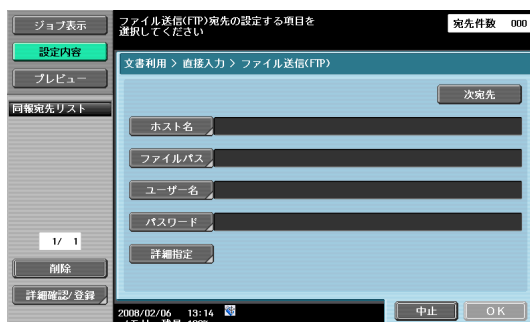 ジョブ表示
ファイル送信(FTP)宛先の設定する項目を
選択してください
宛先件数 000
設定内容
文書利用 > 直接入力 > ファイル送信(FTP)
プレビュー
次宛先
同報宛先リスト
ホスト名
ファイルパス
ユーザー名
パスワード
1/ 1
詳細指定
削除
詳細確認/登録
2008/02/06 13:14
中止
OK